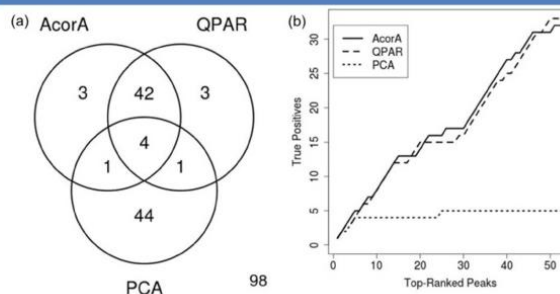 (a)
AcorA
QPAR
3
42
3
4
1
1
44
PCA
98
(b)
AcorA
QPAR
PCA
True Positives
0
5
10
15
20
25
30
0
10
20
30
40
50
Top-Ranked Peaks